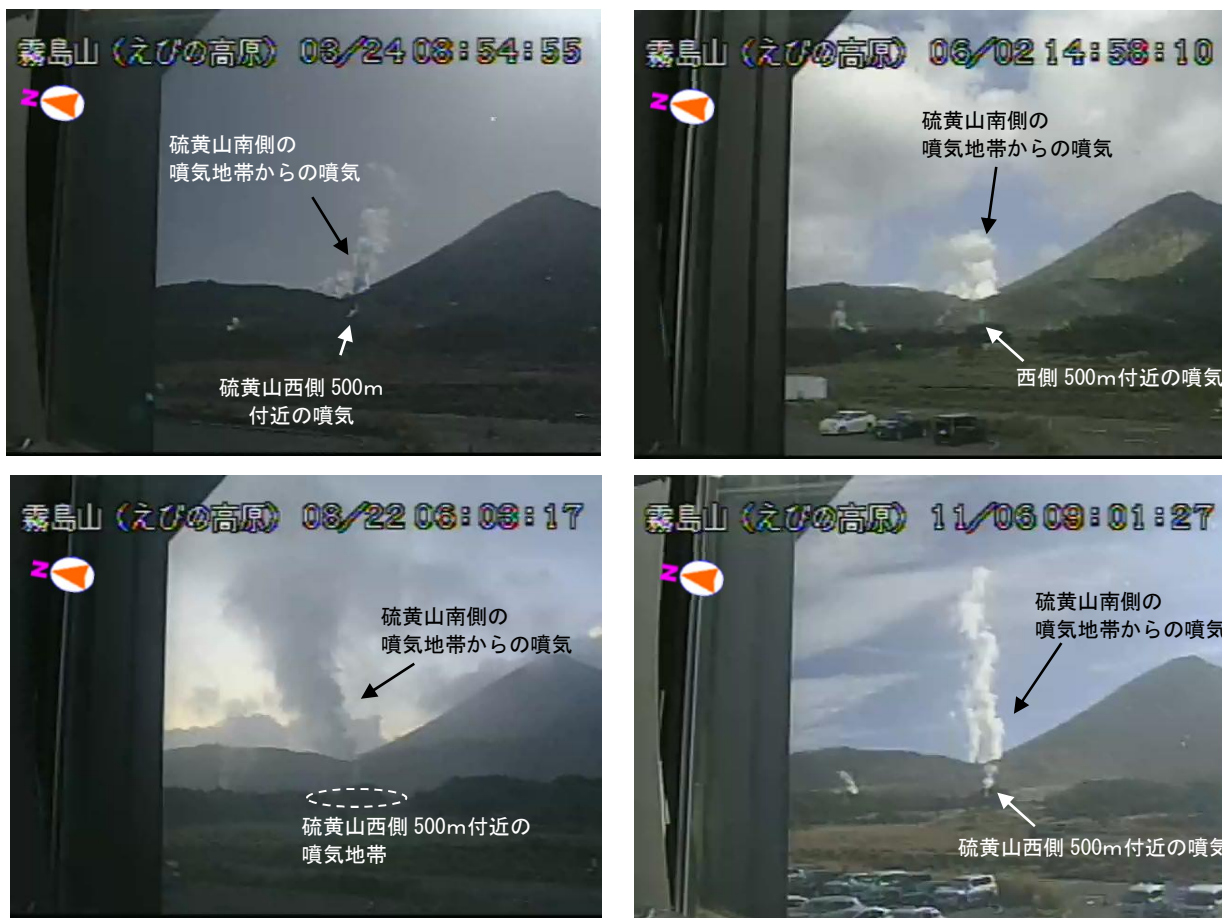 霧島山（えびの高原） 03/24 08:54:55
N
硫黄山南側の
噴気地帯からの噴気
硫黄山西側 500ｍ
付近の噴気
霧島山（えびの高原） 06/02 14:58:10
N
硫黄山南側の
噴気地帯からの噴気
西側 500ｍ付近の噴気
霧島山（えびの高原） 08/22 06:03:17
N
硫黄山南側の
噴気地帯からの噴気
硫黄山西側 500ｍ付近の
噴気地帯
霧島山（えびの高原） 11/06 09:01:27
N
硫黄山南側の
噴気地帯からの噴気
硫黄山西側 500ｍ付近の噴気